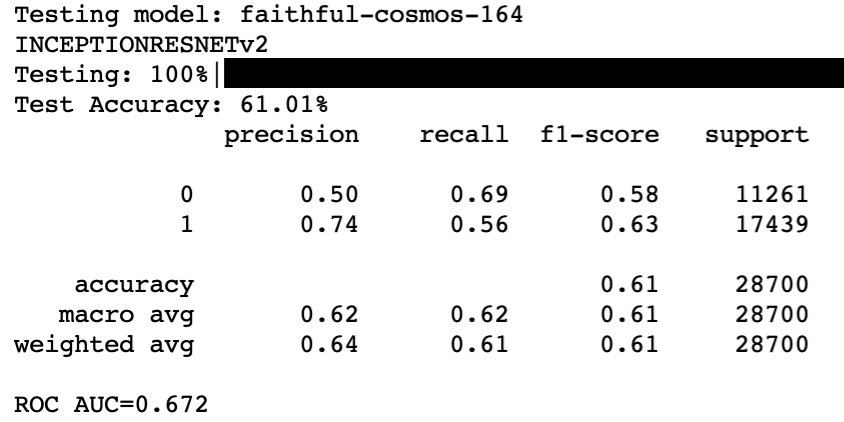 Testing model: faithful-cosmos-164
INCEPTIONRESNETv2
Testing: 100%|
Test Accuracy: 61.01%
precision recall f1-score support
0 0.50 0.69 0.58 11261
1 0.74 0.56 0.63 17439
accuracy 0.61 28700
macro avg 0.62 0.62 0.61 28700
weighted avg 0.64 0.61 0.61 28700
ROC AUC=0.672